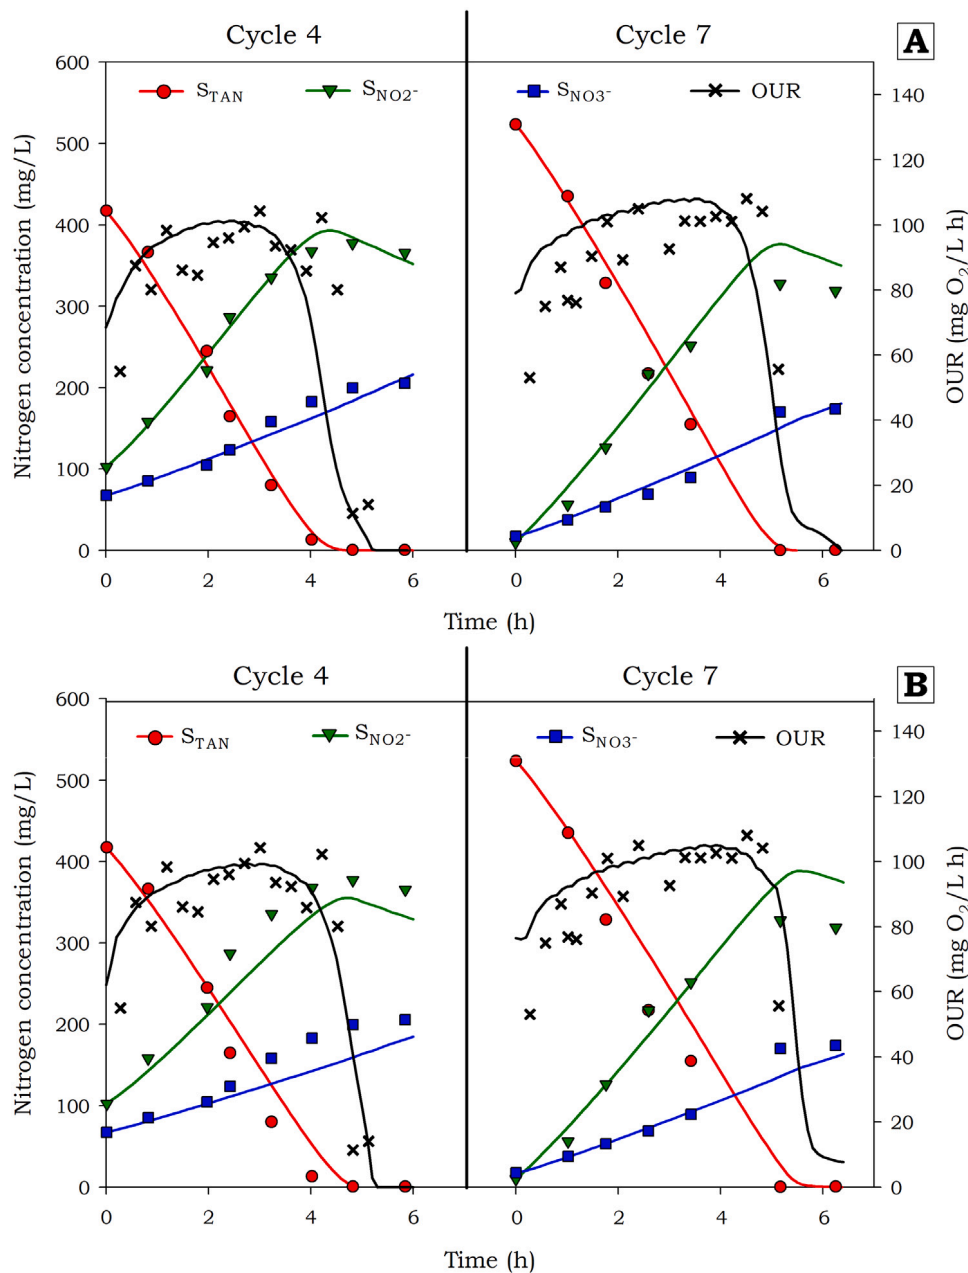 Cycle 4 Cycle 7 A
600 S_TAN S_NO2- S_NO3- OUR 140
500 120
400 100
300 80
200 60
100 40
0 20
0
Nitrogen concentration (mg/L)
OUR (mg O₂/L h)
0 2 4 6 0 2 4 6
Time (h)
Cycle 4 Cycle 7 B
600 S_TAN S_NO2- S_NO3- OUR 140
500 120
400 100
300 80
200 60
100 40
0 20
0
Nitrogen concentration (mg/L)
OUR (mg O₂/L h)
0 2 4 6 0 2 4 6
Time (h)